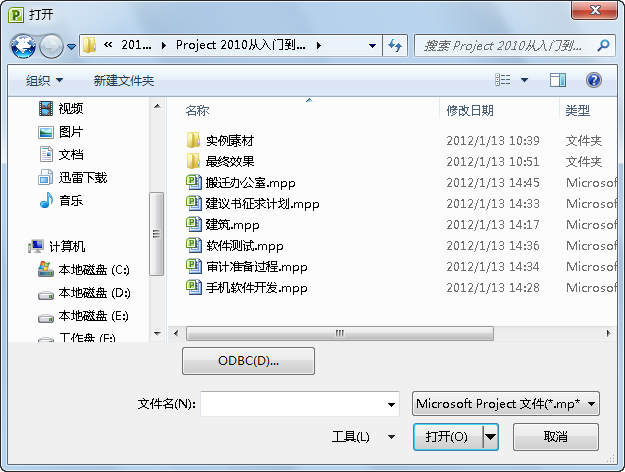 打开
« 201... ▸ Project 2010从入门到... ▸
搜索 Project 2010从入门到...
组织 新建文件夹
名称 修改日期 类型
视频
图片
文档
迅雷下载
音乐
计算机
本地磁盘 (C:)
本地磁盘 (D:)
本地磁盘 (E:)
工作盘 (F:)
实例素材 2012/1/13 10:39 文件夹
最终效果 2012/1/13 10:51 文件夹
搬迁办公室.mpp 2012/1/13 14:45 Microsof
建议书征求计划.mpp 2012/1/13 14:33 Microsof
建筑.mpp 2012/1/13 14:17 Microsof
软件测试.mpp 2012/1/13 14:36 Microsof
审计准备过程.mpp 2012/1/13 14:34 Microsof
手机软件开发.mpp 2012/1/13 14:28 Microsof
ODBC(D)...
文件名(N): Microsoft Project 文件(*.mp*
工具(L) 打开(O) 取消